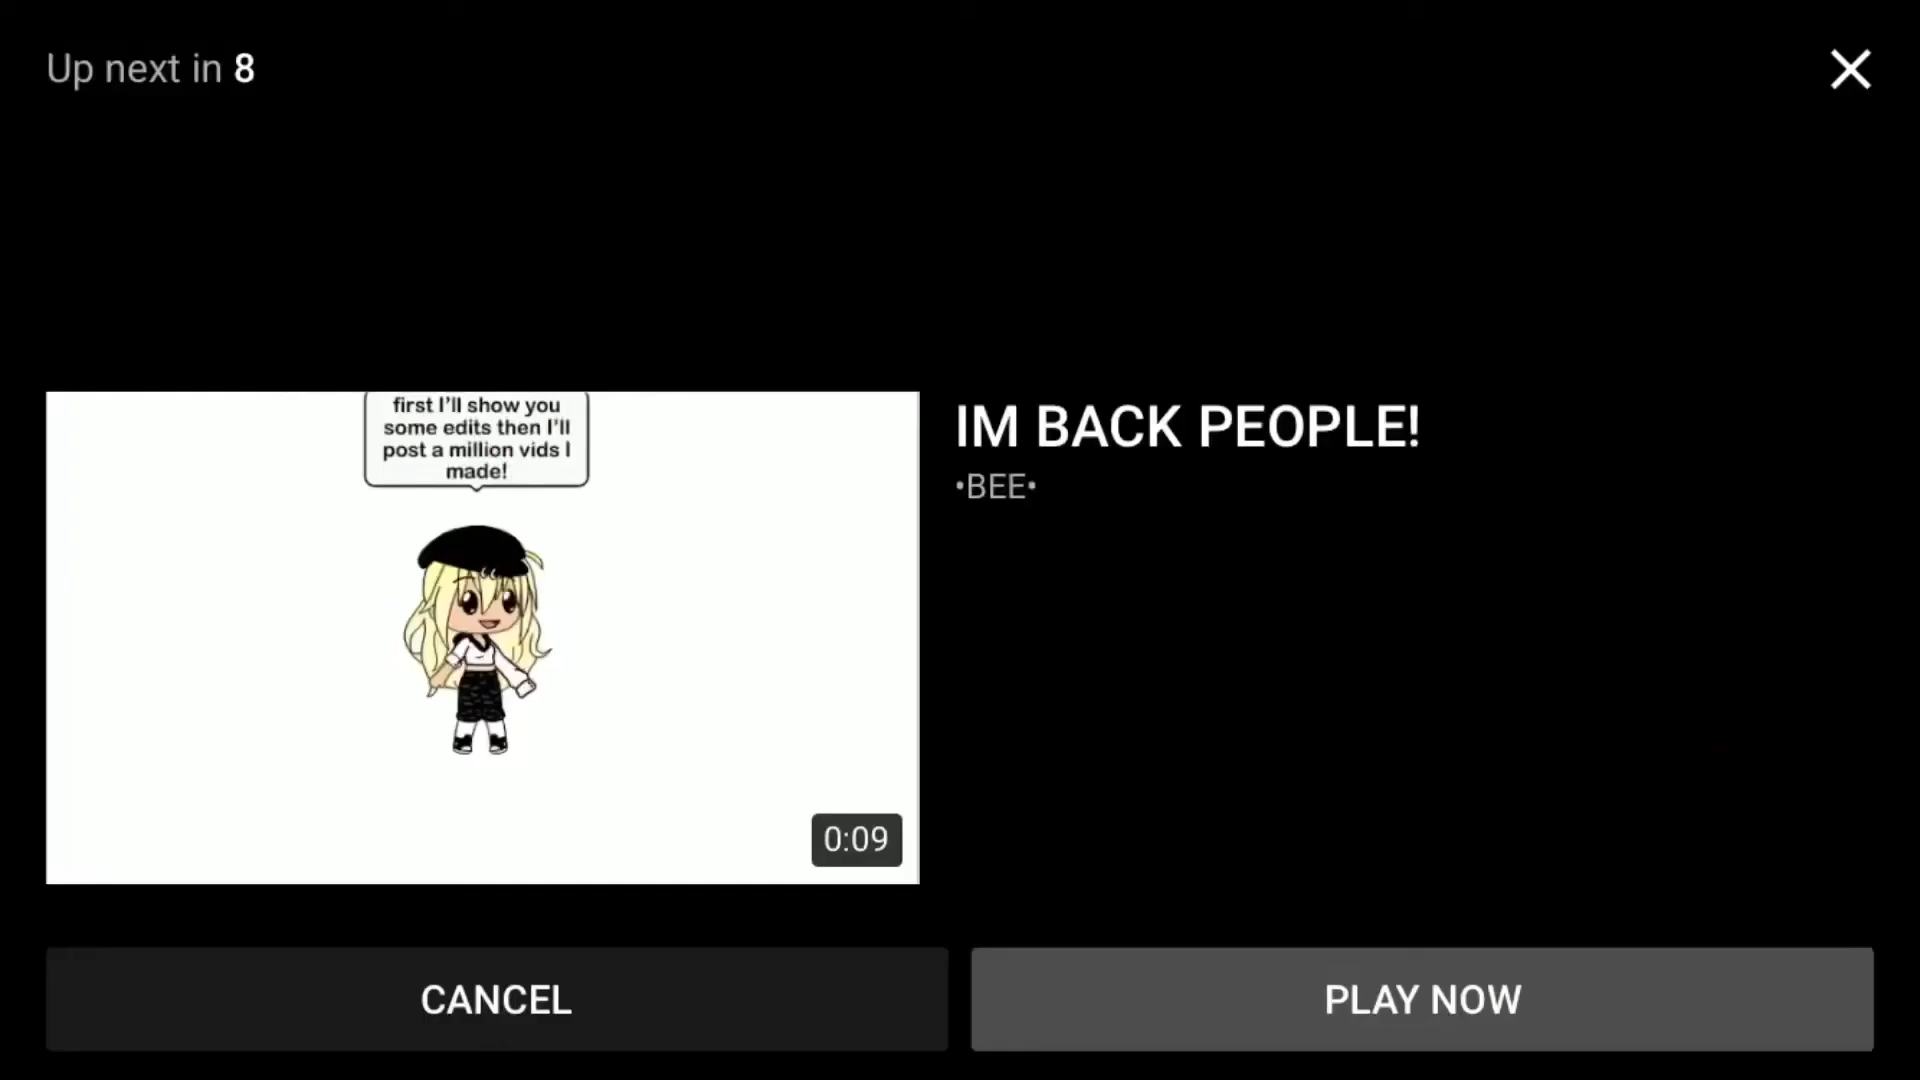 Up next in 8
first I'll show you
some edits then I'll
post a million vids I
made!
0:09
IM BACK PEOPLE!
•BEE•
CANCEL
PLAY NOW